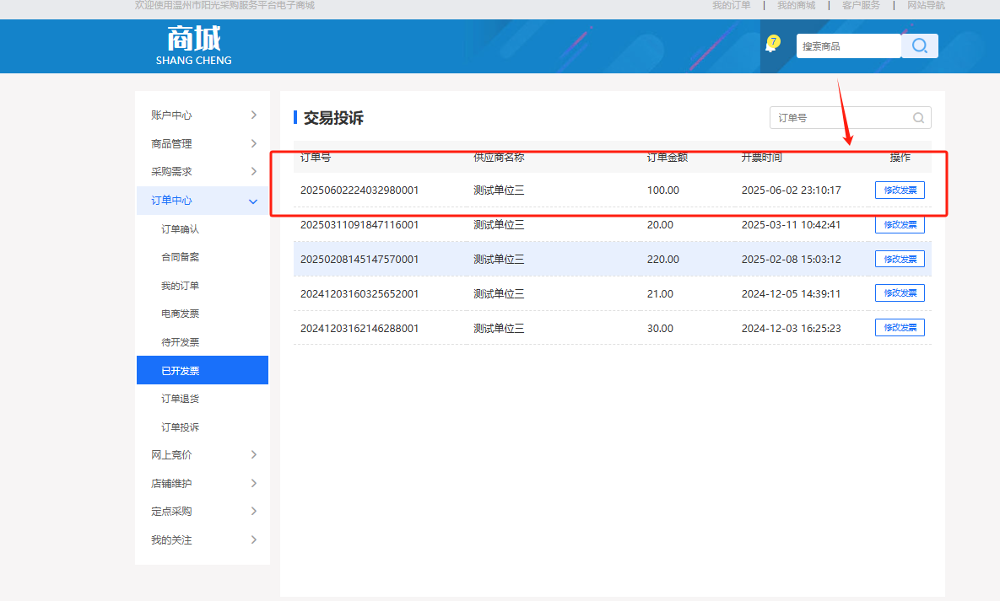 欢迎使用温州市阳光采购服务平台电子商城
我的订单 | 我的商城 | 客户服务 | 网站导航
商城
SHANG CHENG
7
搜索商品
账户中心
商品管理
采购需求
订单中心
订单确认
合同备案
我的订单
电商发票
待开发票
已开发票
订单退货
订单投诉
网上竞价
店铺维护
定点采购
我的关注
交易投诉
订单号
订单号 供应商名称 订单金额 开票时间 操作
20250602224032980001 测试单位三 100.00 2025-06-02 23:10:17 修改发票
20250311091847116001 测试单位三 20.00 2025-03-11 10:42:41 修改发票
20250208145147570001 测试单位三 220.00 2025-02-08 15:03:12 修改发票
20241203160325652001 测试单位三 21.00 2024-12-05 14:39:11 修改发票
20241203162146288001 测试单位三 30.00 2024-12-03 16:25:23 修改发票